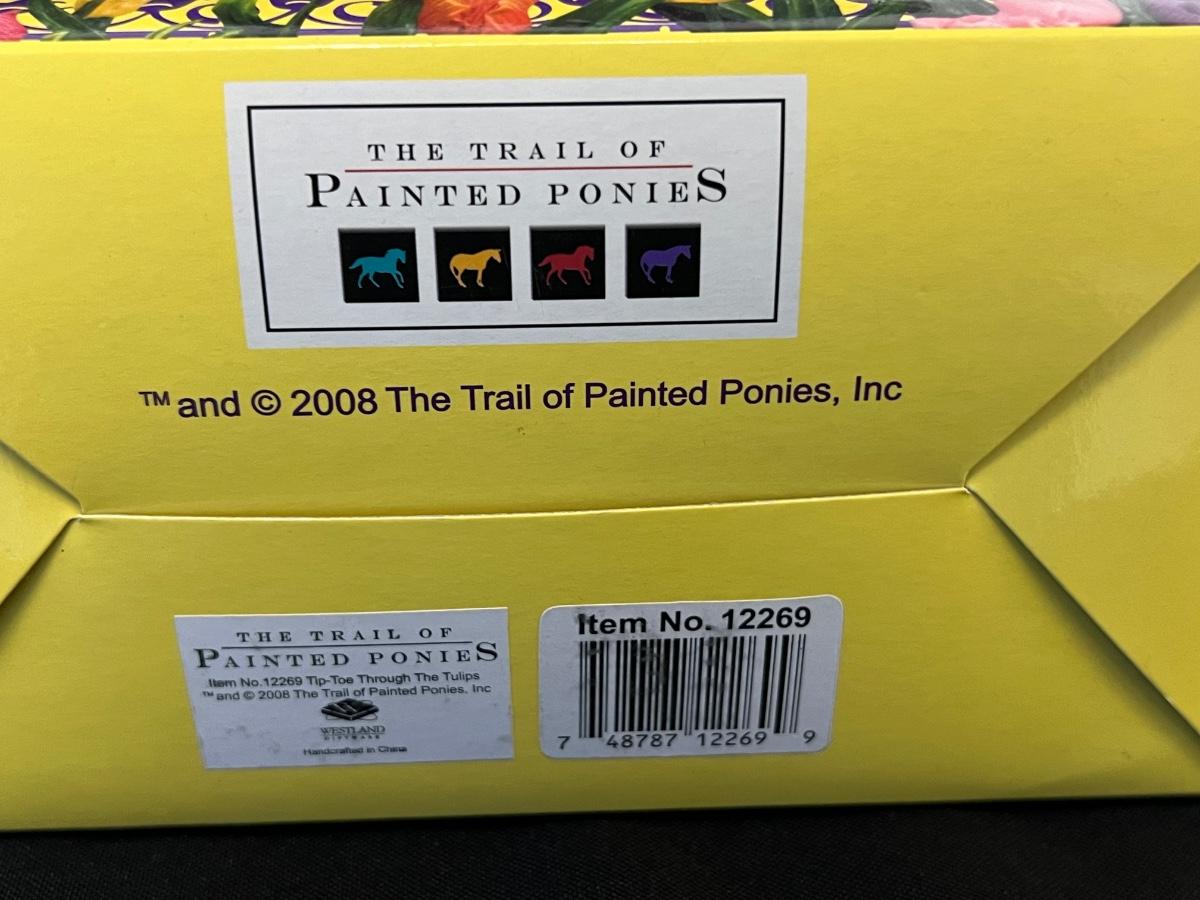 THE TRAIL OF
PAINTED PONIES
™ and © 2008 The Trail of Painted Ponies, Inc
THE TRAIL OF
PAINTED PONIES
Item No.12269 Tip-Toe Through The Tulips
™ and © 2008 The Trail of Painted Ponies, Inc
WESTLAND
GIFTWARE
Handcrafted in China
Item No. 12269
7 48787 12269 9